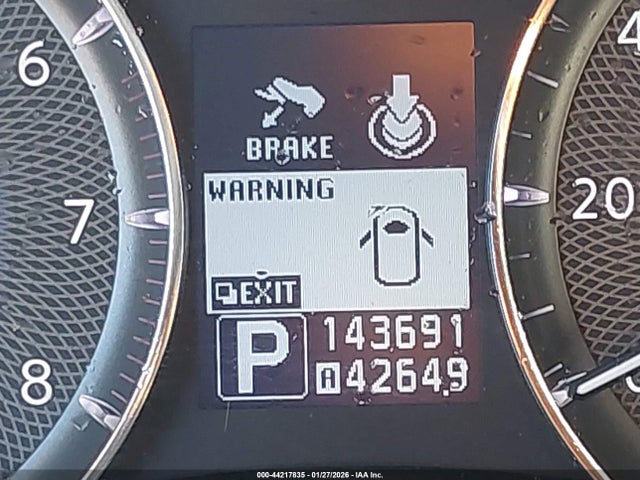 6
4
BRAKE
WARNING
7
20
EXIT
P
143691
8
A 4264.9
000-44217835 - 01/27/2026 - IAA Inc.